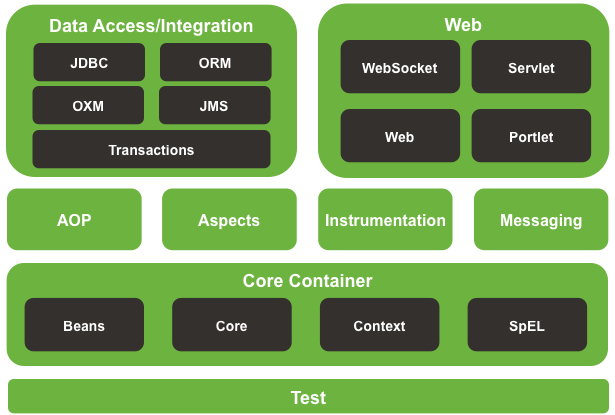 Data Access/Integration
JDBC
ORM
OXM
JMS
Transactions
Web
WebSocket
Servlet
Web
Portlet
AOP
Aspects
Instrumentation
Messaging
Core Container
Beans
Core
Context
SpEL
Test